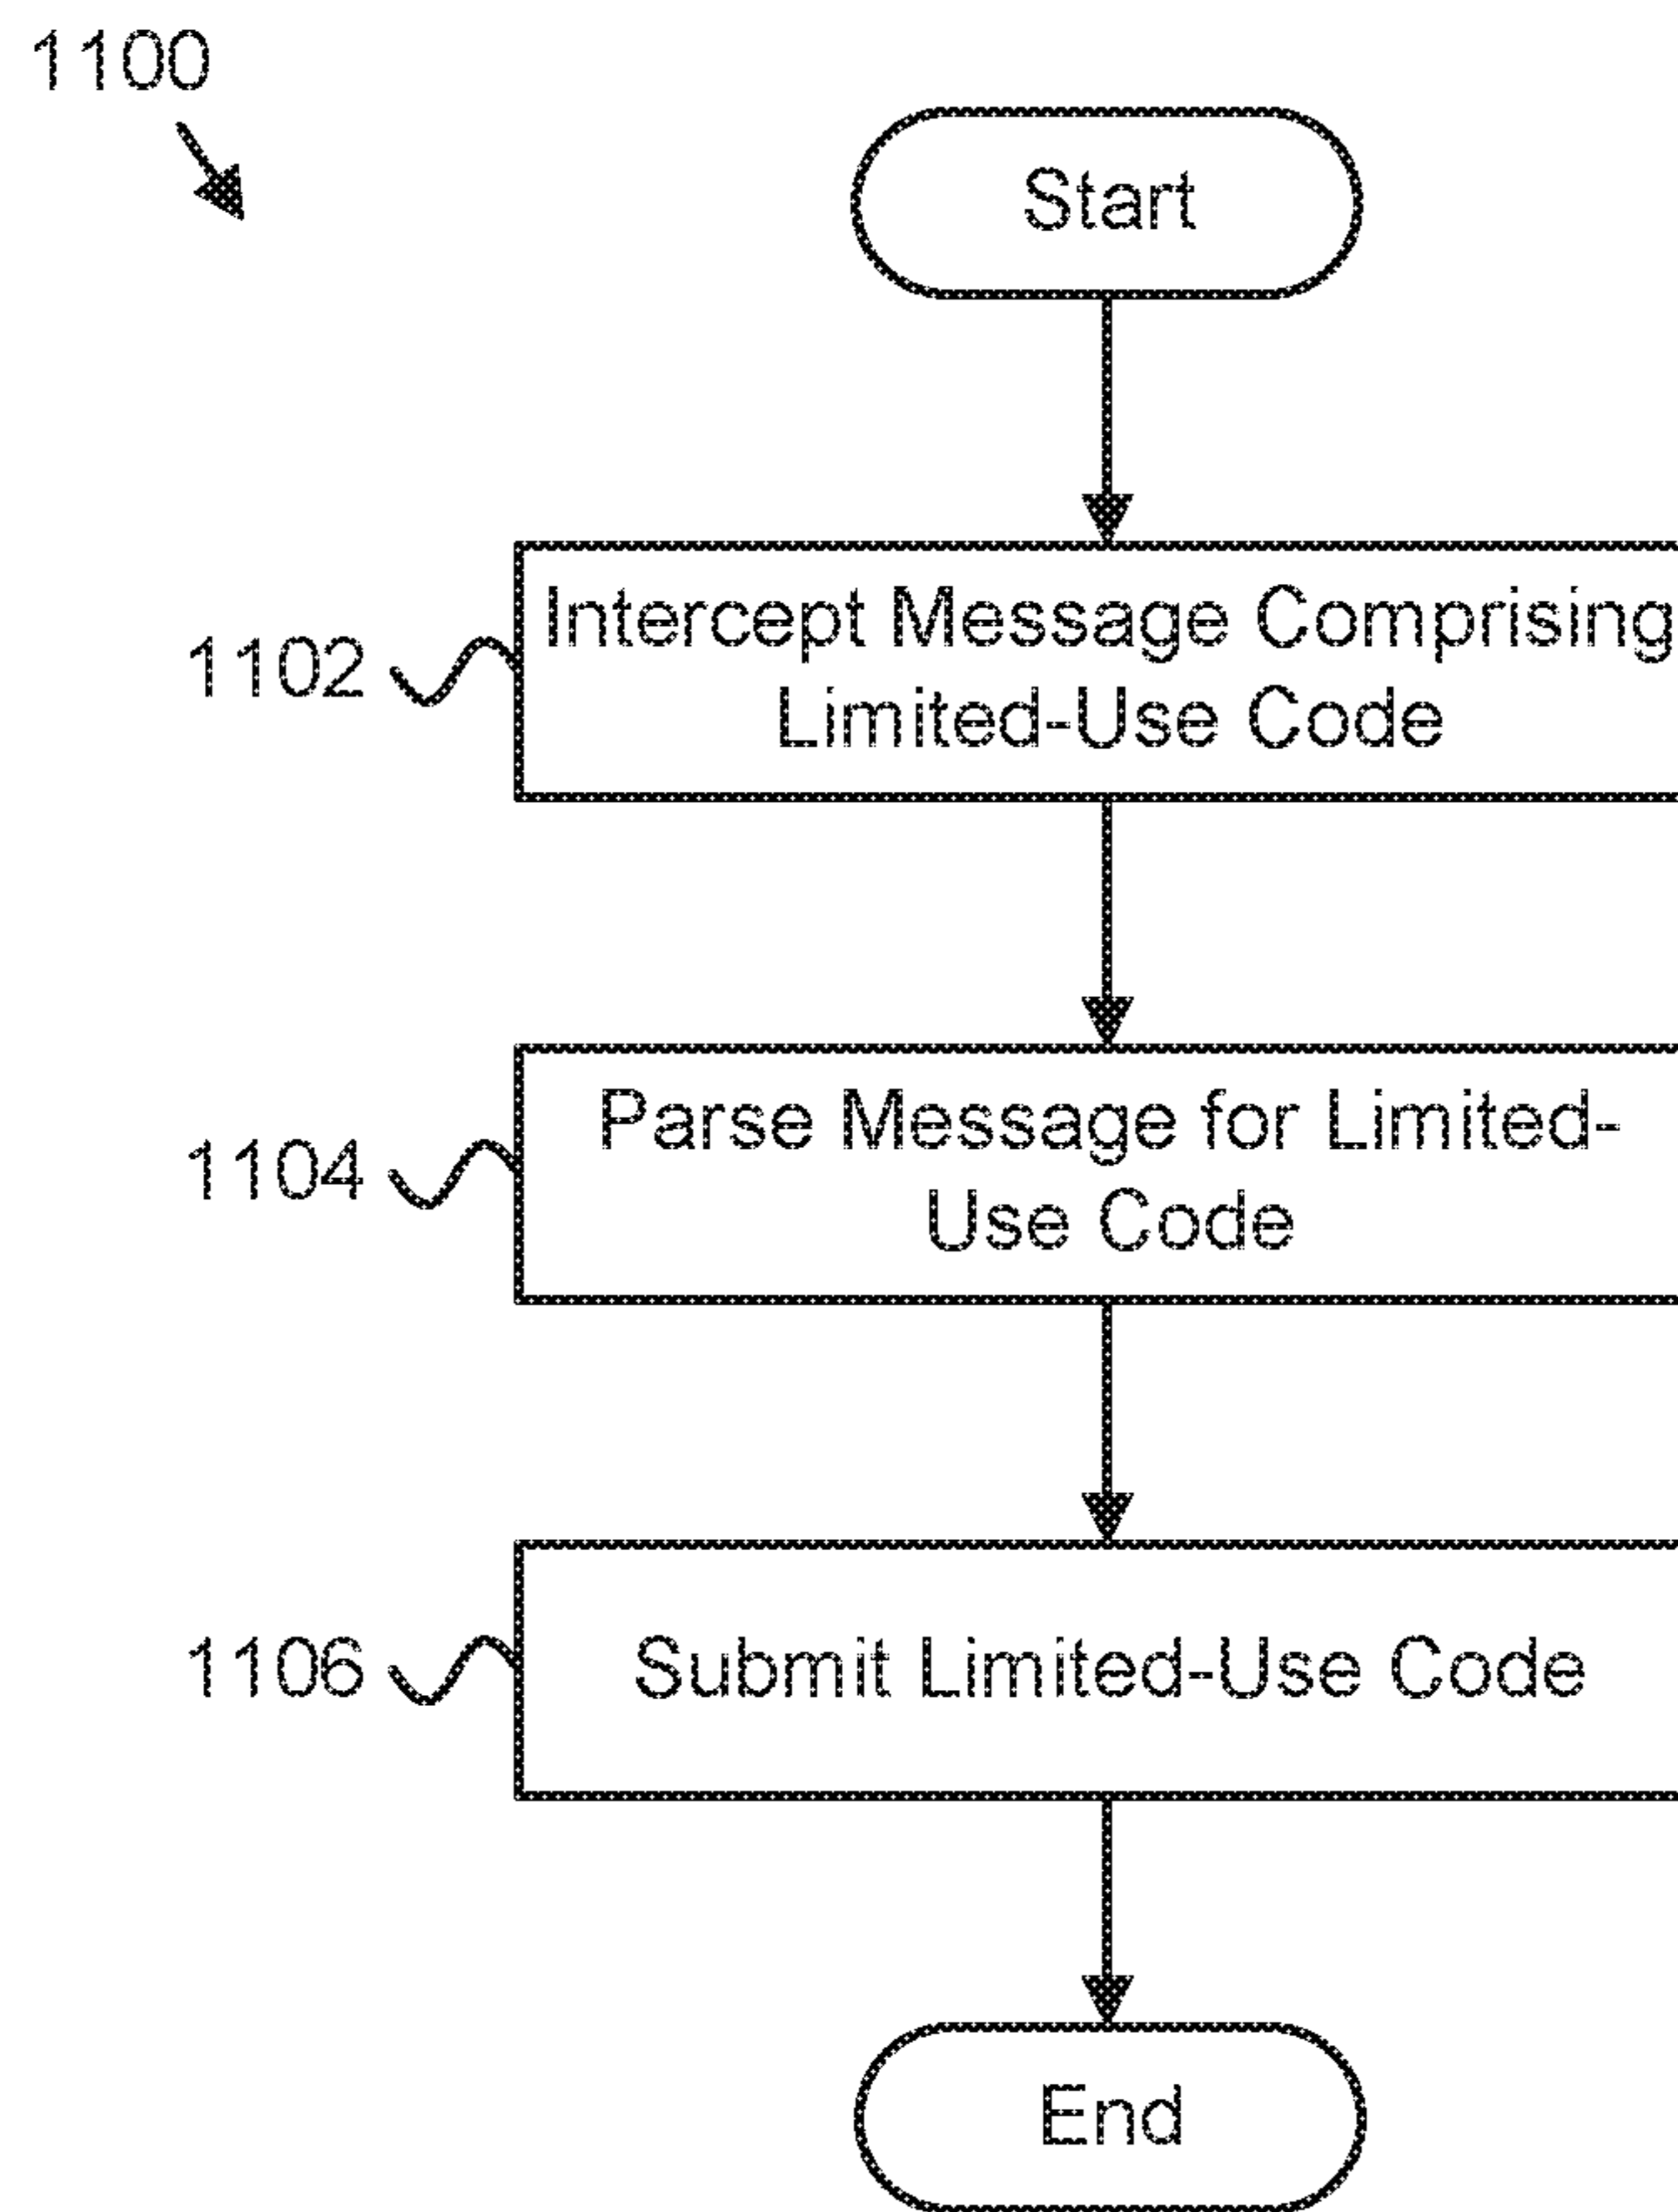 1100
Start
1102
Intercept Message Comprising
Limited-Use Code
1104
Parse Message for Limited-
Use Code
1106
Submit Limited-Use Code
End